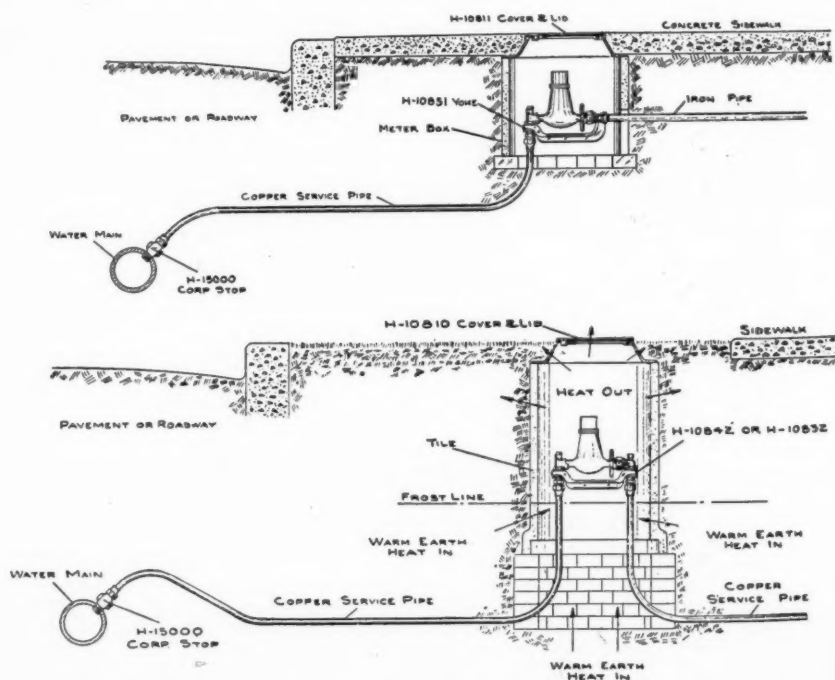 H-10811 COVER & LID
CONCRETE SIDEWALK
H-10851 YOKE
IRON PIPE
PAVEMENT OR ROADWAY
METER BOX
COPPER SERVICE PIPE
WATER MAIN
H-15000
CORP. STOP
H-10810 COVER & LID
SIDEWALK
HEAT OUT
PAVEMENT OR ROADWAY
H-10842 OR H-10852
TILE
FROST LINE
WARM EARTH
HEAT IN
WARM EARTH
HEAT IN
WATER MAIN
COPPER SERVICE PIPE
COPPER
SERVICE PIPE
H-15000
CORP. STOP
WARM EARTH
HEAT IN